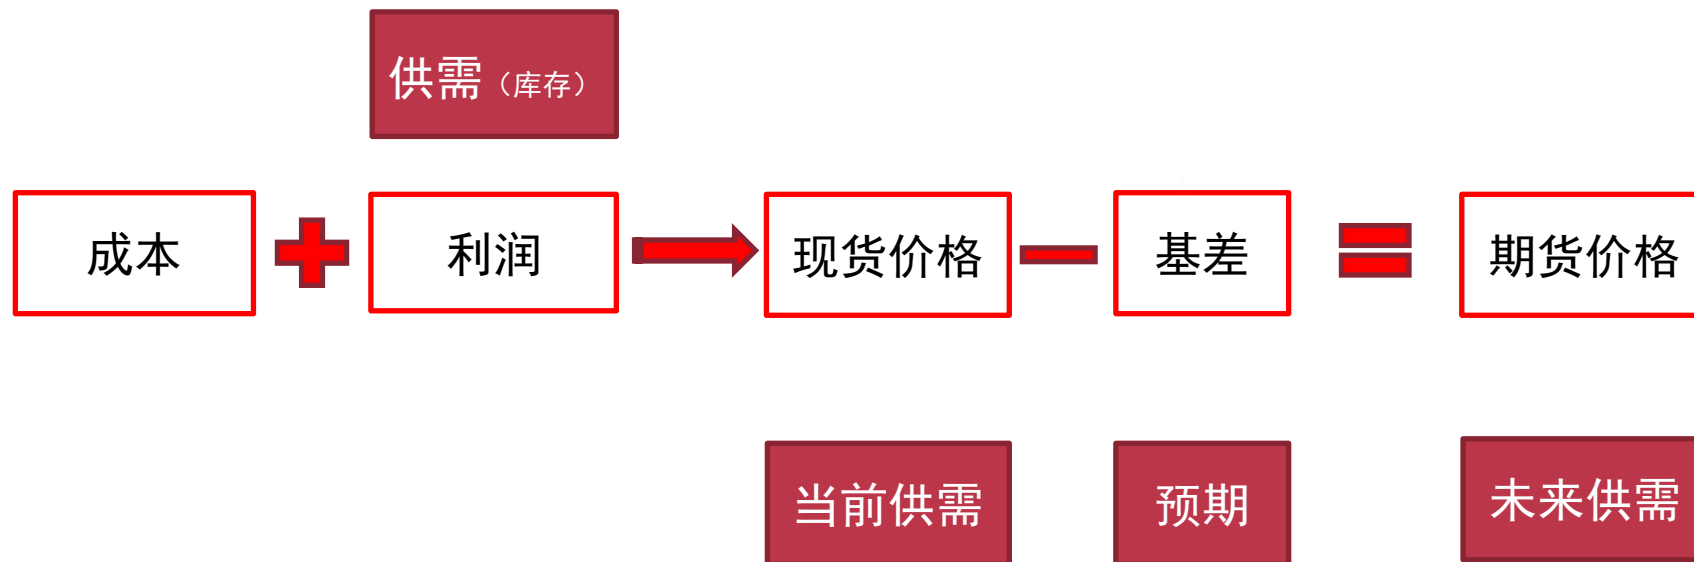 供需（库存）
成本
利润
现货价格
基差
期货价格
当前供需
预期
未来供需